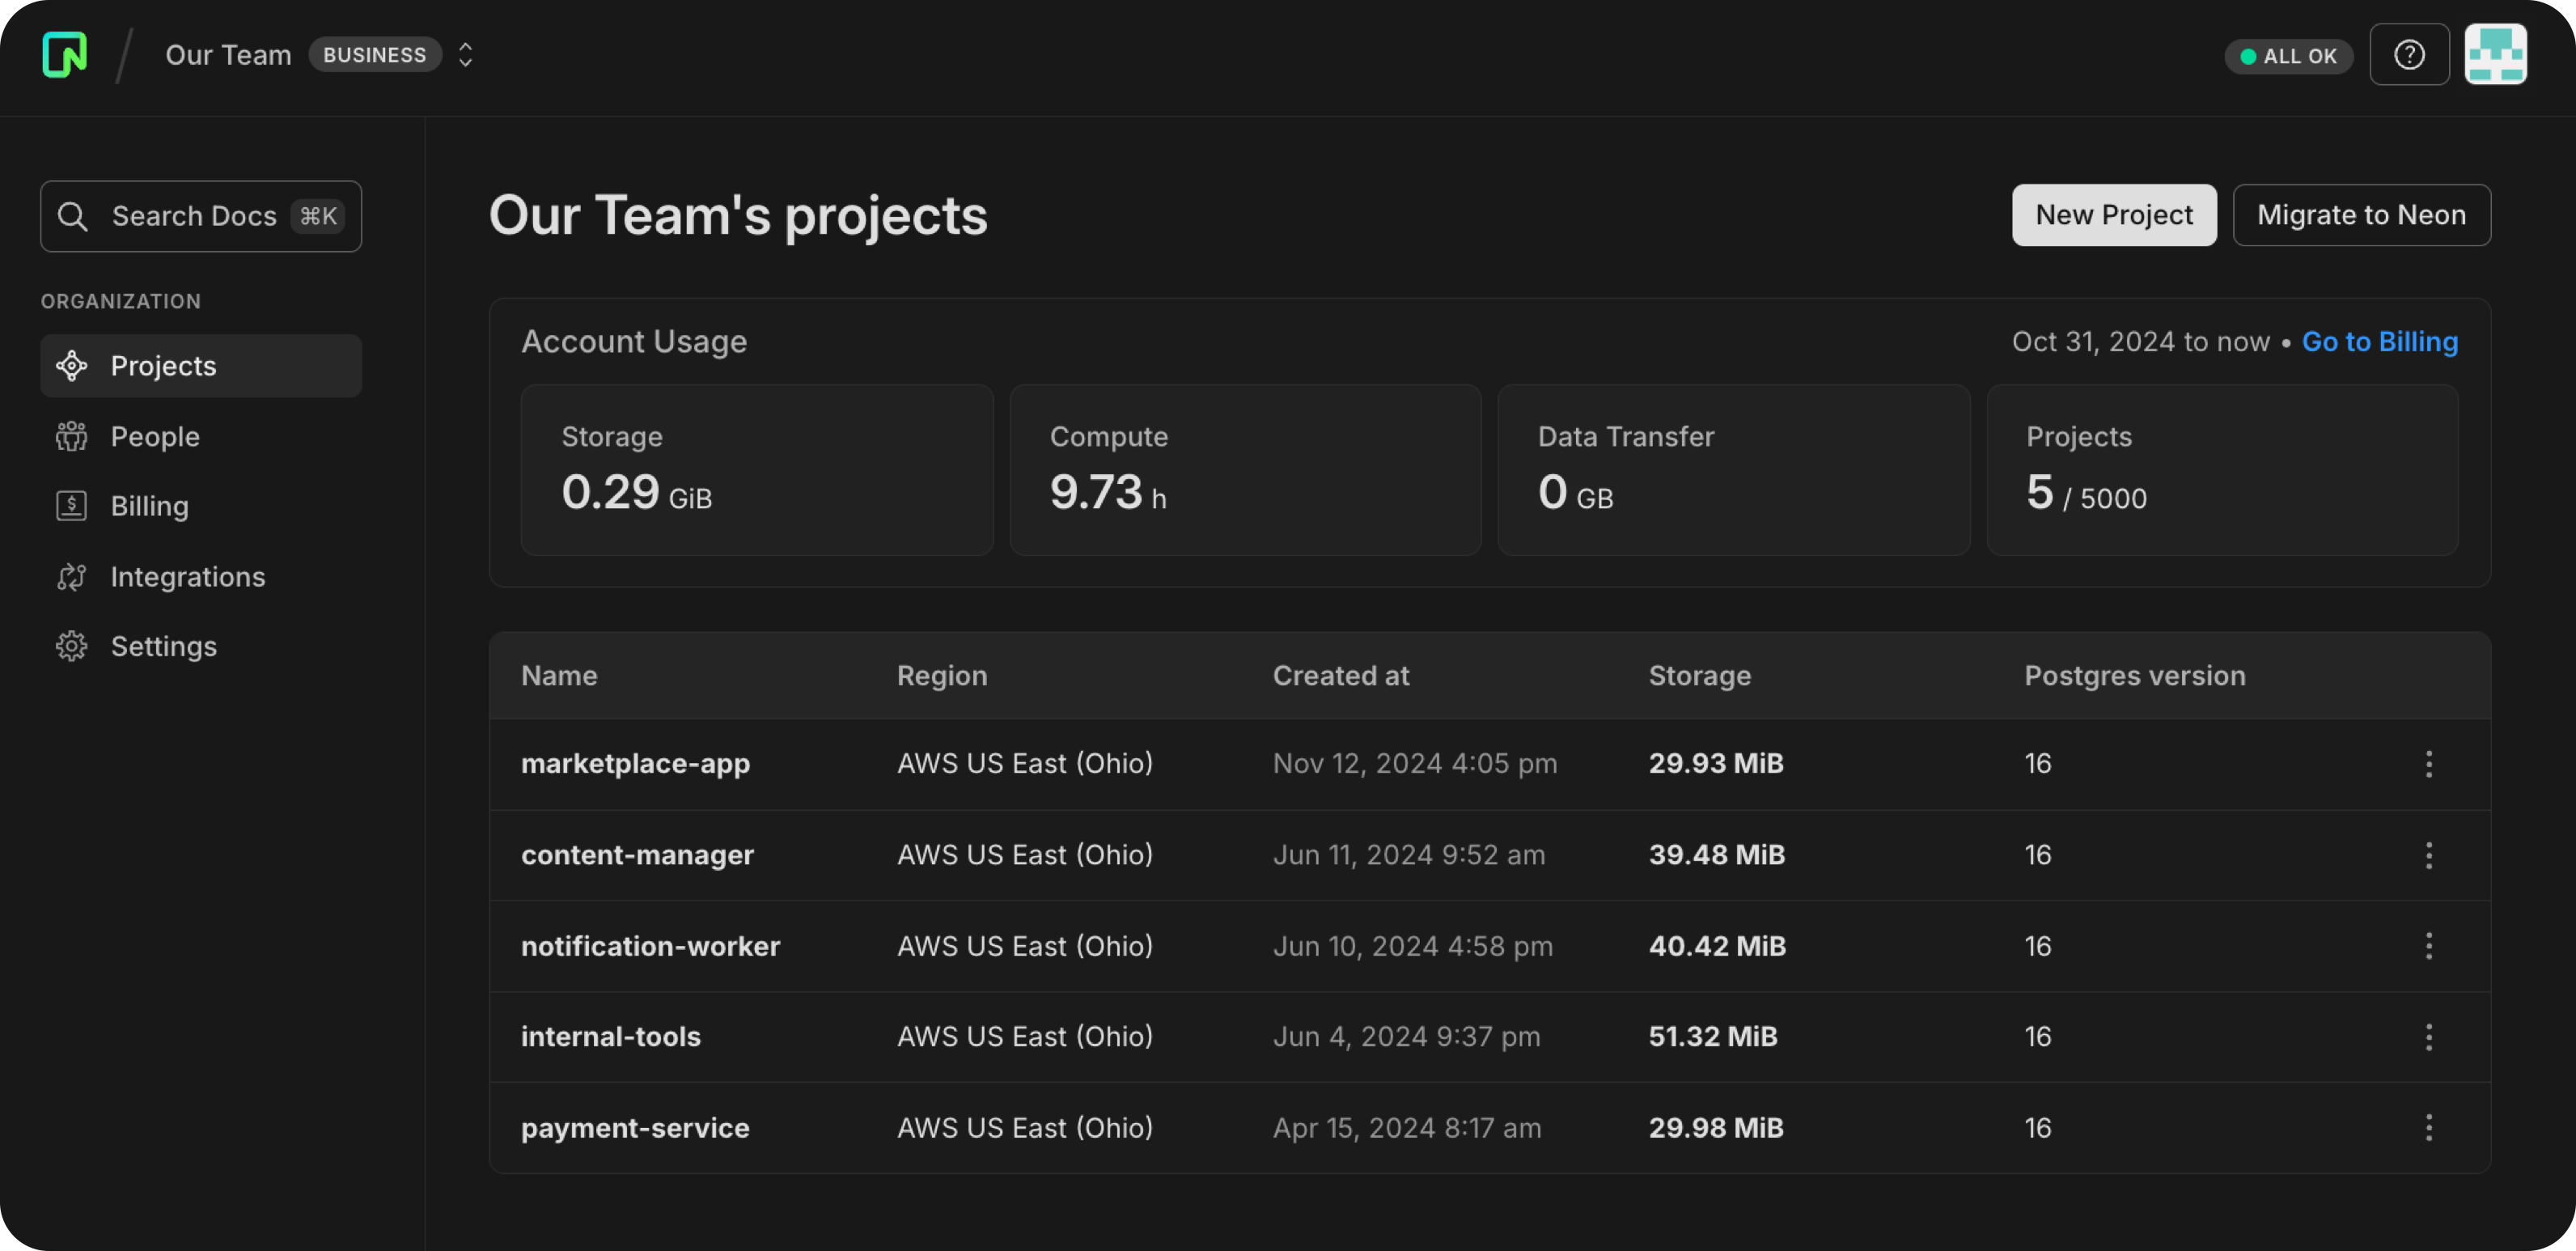 Our Team BUSINESS
ALL OK
Search Docs ⌘K
ORGANIZATION
Projects
People
Billing
Integrations
Settings
Our Team's projects
New Project
Migrate to Neon
Account Usage
Oct 31, 2024 to now • Go to Billing
Storage
0.29 GiB
Compute
9.73 h
Data Transfer
0 GB
Projects
5 / 5000
Name Region Created at Storage Postgres version
marketplace-app AWS US East (Ohio) Nov 12, 2024 4:05 pm 29.93 MiB 16
content-manager AWS US East (Ohio) Jun 11, 2024 9:52 am 39.48 MiB 16
notification-worker AWS US East (Ohio) Jun 10, 2024 4:58 pm 40.42 MiB 16
internal-tools AWS US East (Ohio) Jun 4, 2024 9:37 pm 51.32 MiB 16
payment-service AWS US East (Ohio) Apr 15, 2024 8:17 am 29.98 MiB 16